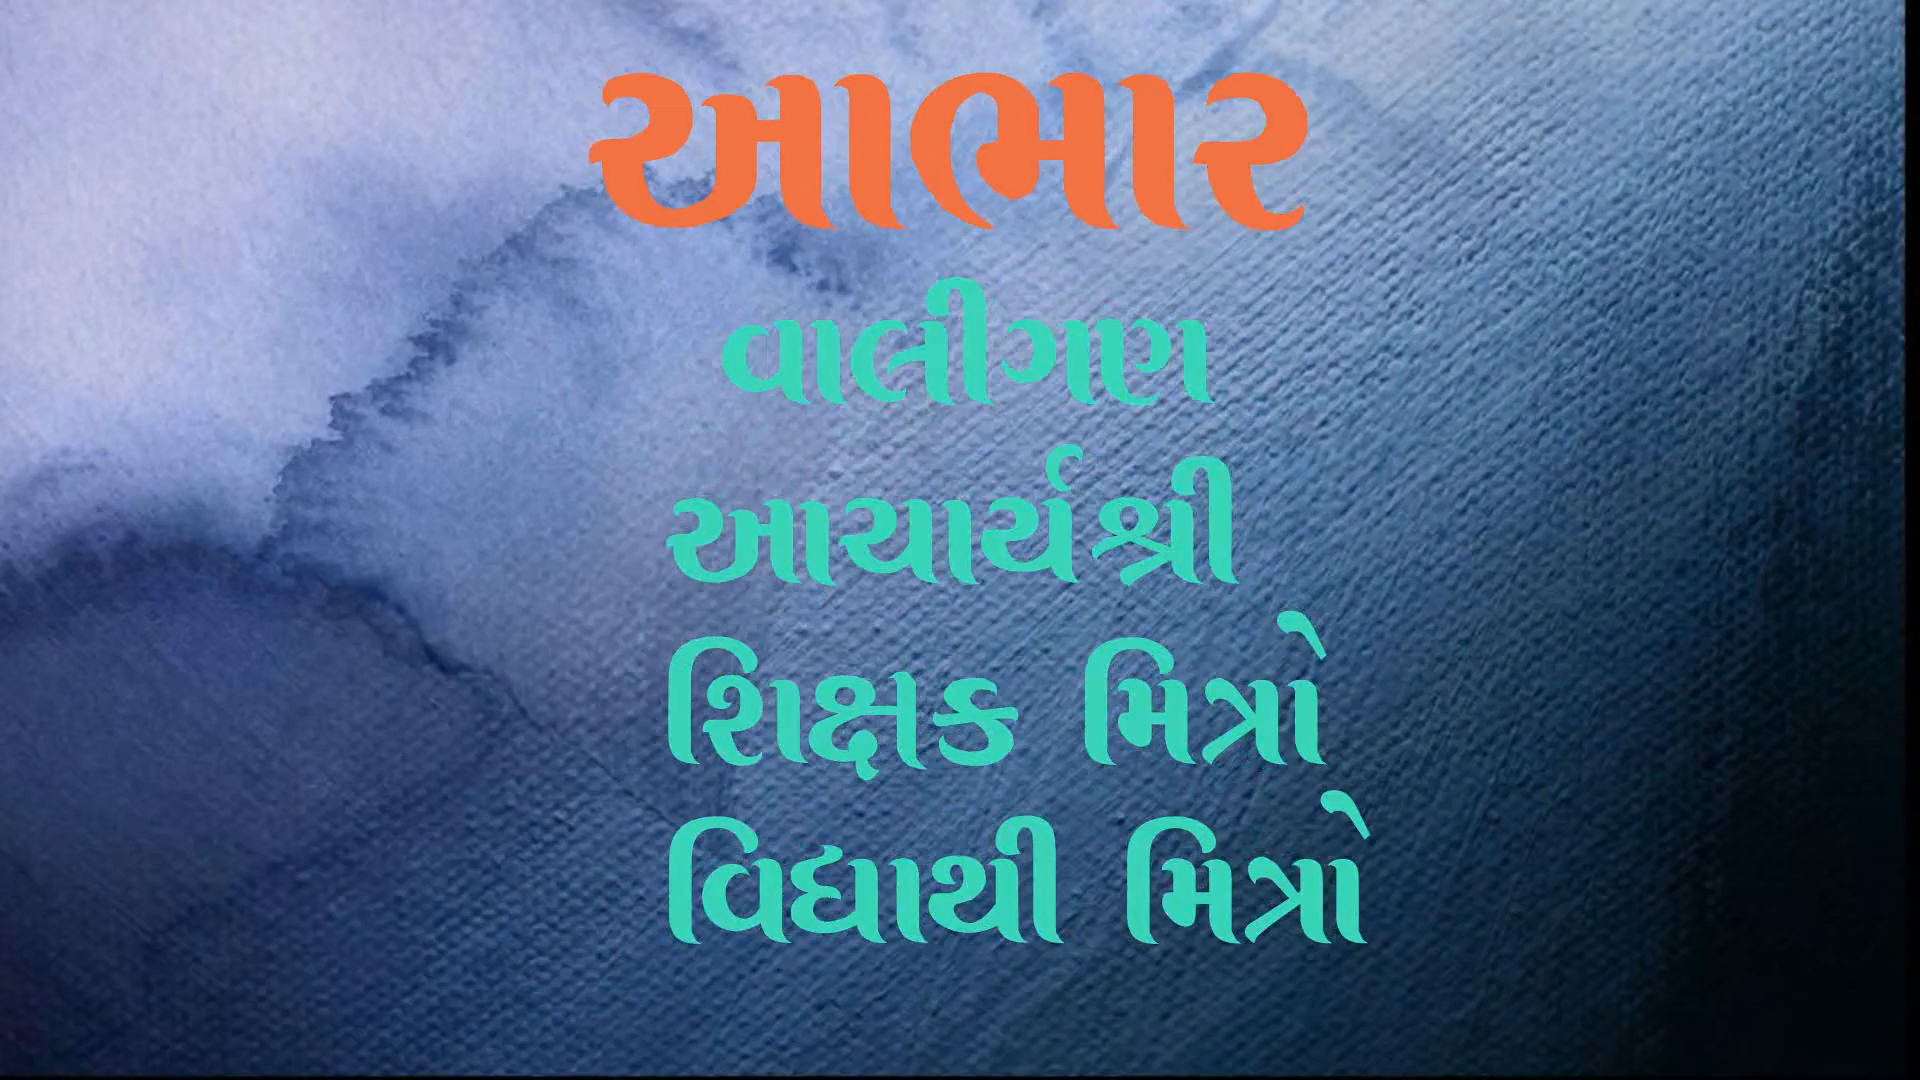 આભાર
વાલીગણ
આચાર્યશ્રી
શિક્ષક મિત્રો
વિદ્યાથી મિત્રો